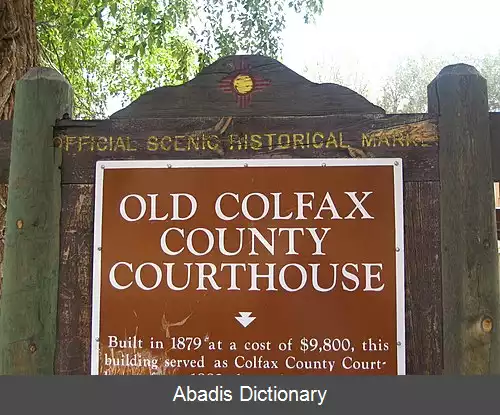 OFFICIAL SCENIC HISTORICAL MARKER
OLD COLFAX
COUNTY
COURTHOUSE
Built in 1879 at a cost of $9,800, this
building served as Colfax County Court-
Abadis Dictionary